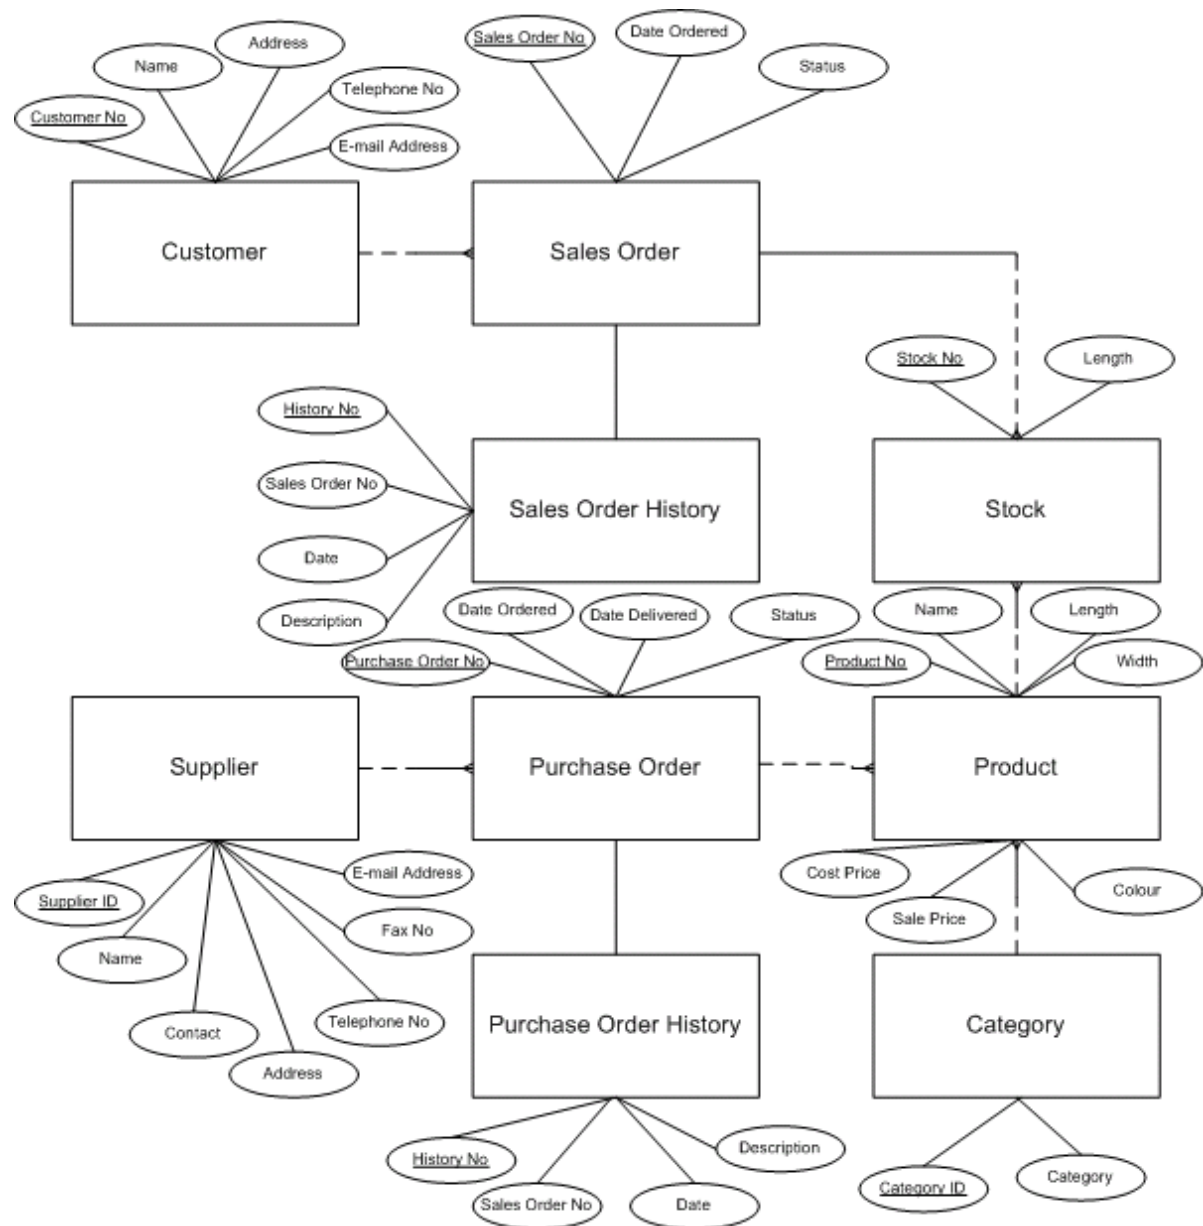 Sales Order No
Date Ordered
Address
Name
Status
Telephone No
Customer No
E-mail Address
Customer
Sales Order
Stock No
Length
History No
Sales Order No
Sales Order History
Stock
Date
Description
Date Ordered
Date Delivered
Status
Name
Length
Purchase Order No
Product No
Width
Supplier
Purchase Order
Product
E-mail Address
Cost Price
Colour
Supplier ID
Sale Price
Fax No
Name
Telephone No
Purchase Order History
Category
Contact
Address
Description
History No
Category ID
Category
Sales Order No
Date